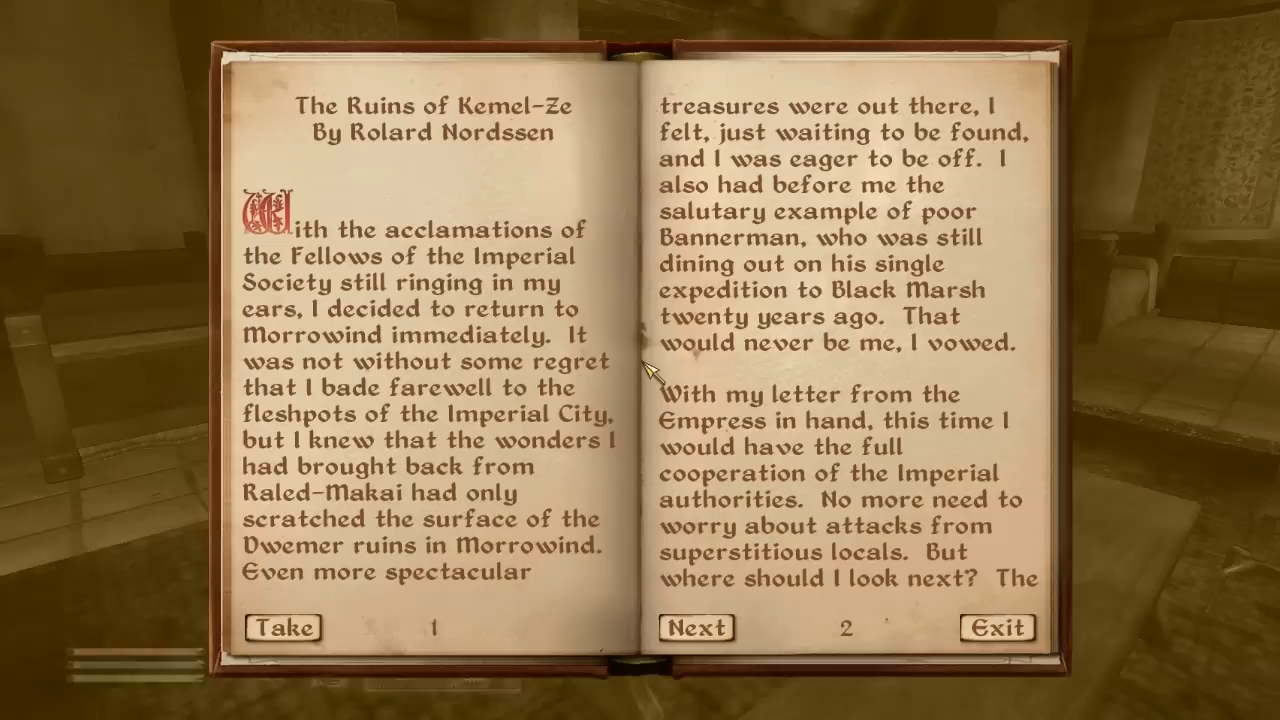 The Ruins of Kemel-Ze
By Rolard Nordssen
With the acclamations of
the Fellows of the Imperial
Society still ringing in my
ears, I decided to return to
Morrowind immediately. It
was not without some regret
that I bade farewell to the
fleshpots of the Imperial City,
but I knew that the wonders I
had brought back from
Raled-Makai had only
scratched the surface of the
Dwemer ruins in Morrowind.
Even more spectacular
Take
1
treasures were out there, I
felt, just waiting to be found,
and I was eager to be off. I
also had before me the
salutary example of poor
Bannerman, who was still
dining out on his single
expedition to Black Marsh
twenty years ago. That
would never be me, I vowed.
With my letter from the
Empress in hand, this time I
would have the full
cooperation of the Imperial
authorities. No more need to
worry about attacks from
superstitious locals. But
where should I look next? The
Next
2
Exit